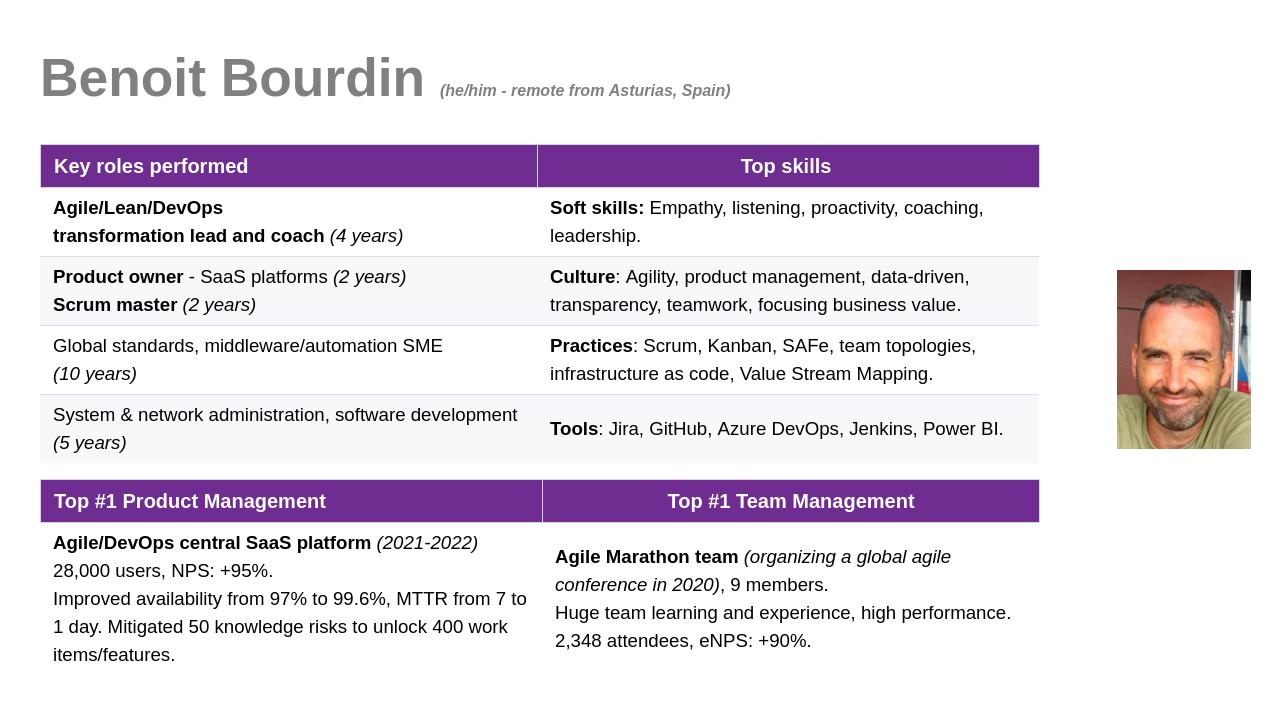 Benoit Bourdin (he/him - remote from Asturias, Spain)
Key roles performed
Top skills
Agile/Lean/DevOps
transformation lead and coach (4 years)
Soft skills: Empathy, listening, proactivity, coaching,
leadership.
Product owner - SaaS platforms (2 years)
Scrum master (2 years)
Culture: Agility, product management, data-driven,
transparency, teamwork, focusing business value.
Global standards, middleware/automation SME
(10 years)
Practices: Scrum, Kanban, SAFe, team topologies,
infrastructure as code, Value Stream Mapping.
System & network administration, software development
(5 years)
Tools: Jira, GitHub, Azure DevOps, Jenkins, Power BI.
Top #1 Product Management
Top #1 Team Management
Agile/DevOps central SaaS platform (2021-2022)
28,000 users, NPS: +95%.
Improved availability from 97% to 99.6%, MTTR from 7 to
1 day. Mitigated 50 knowledge risks to unlock 400 work
items/features.
Agile Marathon team (organizing a global agile
conference in 2020), 9 members.
Huge team learning and experience, high performance.
2,348 attendees, eNPS: +90%.